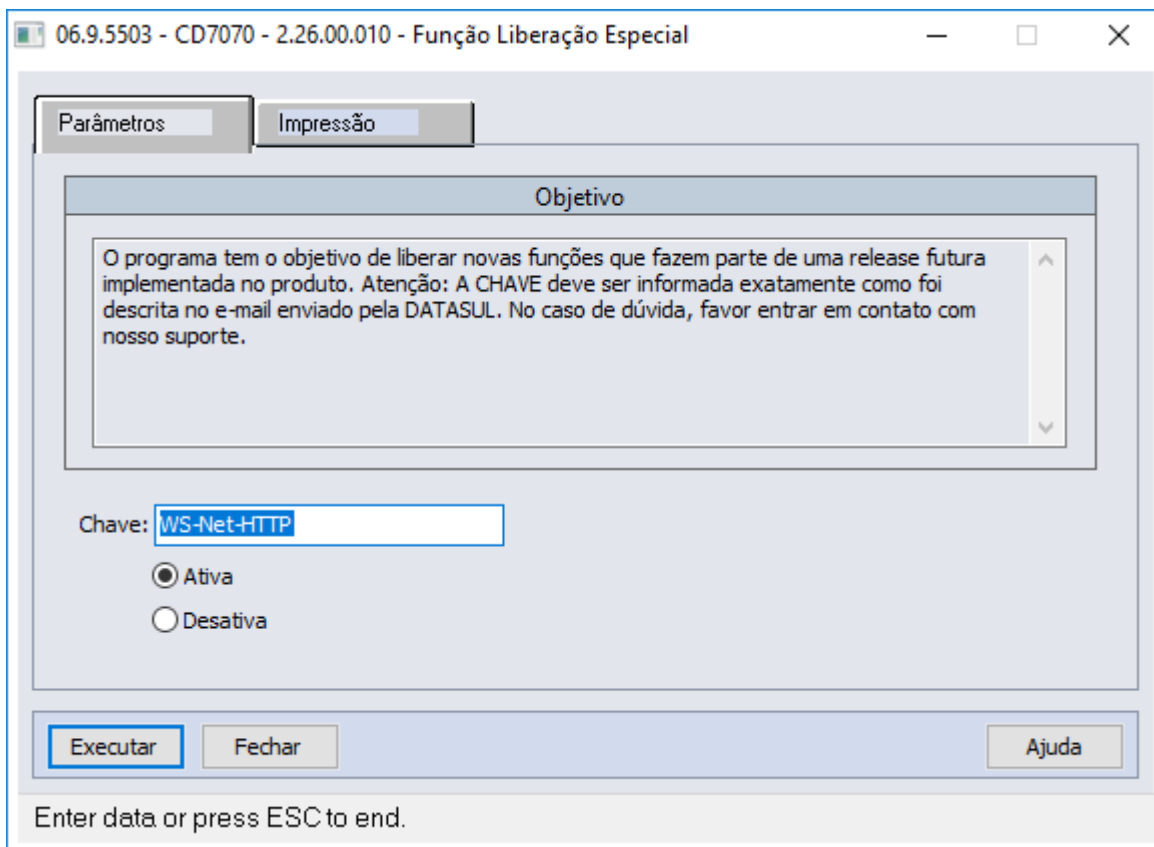 06.9.5503 - CD7070 - 2.26.00.010 - Função Liberação Especial
Parâmetros
Impressão
Objetivo
O programa tem o objetivo de liberar novas funções que fazem parte de uma release futura
implementada no produto. Atenção: A CHAVE deve ser informada exatamente como foi
descrita no e-mail enviado pela DATASUL. No caso de dúvida, favor entrar em contato com
nosso suporte.
Chave: WS-Net-HTTP
Ativa
Desativa
Executar
Fechar
Ajuda
Enter data or press ESC to end.